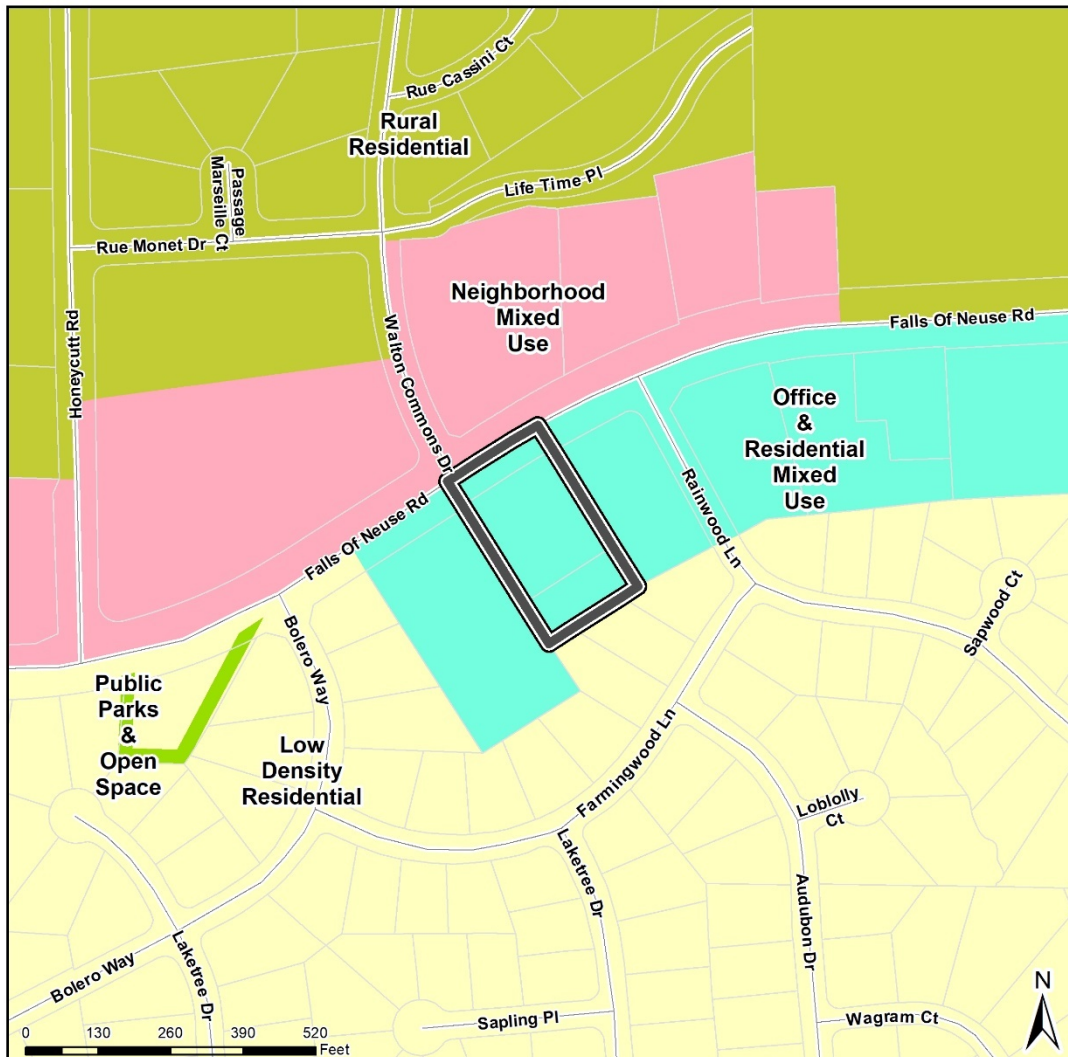 Rue Cassini Ct
Rural
Residential
Passage
Marseille Ct
Life Time Pl
Rue Monet Dr
Neighborhood
Mixed
Use
Honeycutt Rd
Walton Commons Dr
Falls Of Neuse Rd
Office
&
Residential
Mixed
Use
Rainwood Ln
Falls Of Neuse Rd
Sapwood Ct
Bolero Way
Public
Parks
&
Open
Space
Low
Density
Residential
Farmingwood Ln
Loblolly
Ct
Laketree Dr
Audubon Dr
Laketree Dr
Bolero Way
Sapling Pl
Wagram Ct
N
0 130 260 390 520
Feet